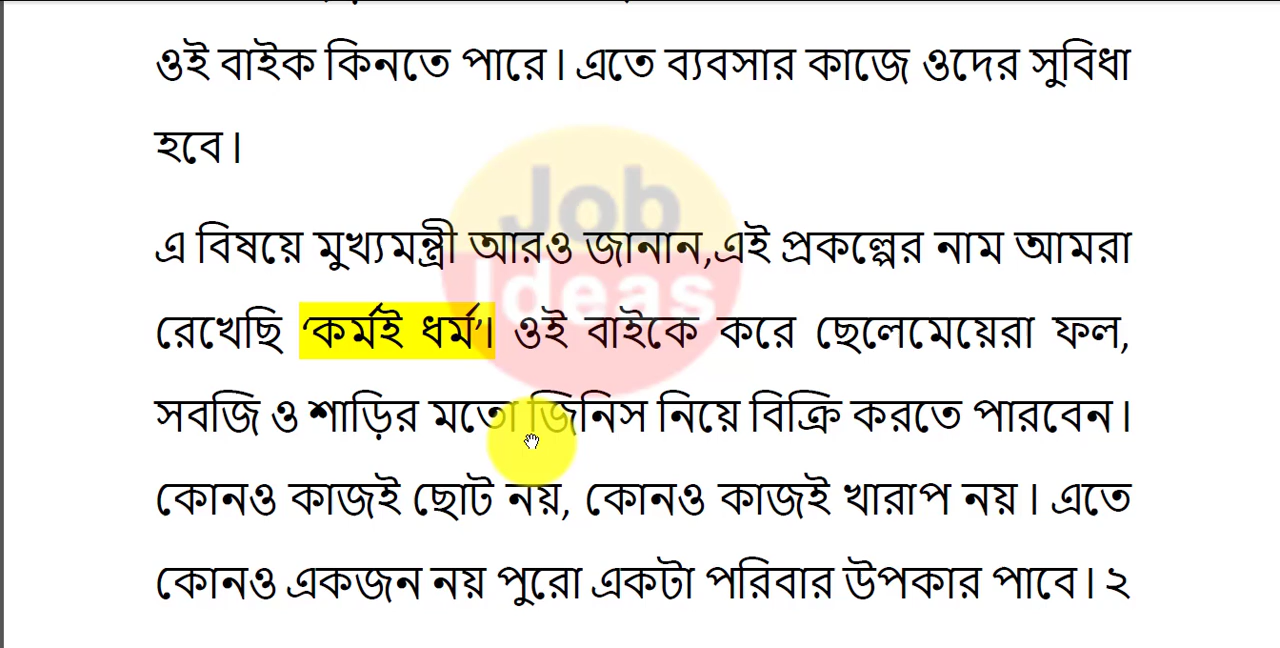 ওই বাইক কিনতে পারে। এতে ব্যবসার কাজে ওদের সুবিধা
হবে।
এ বিষয়ে মুখ্যমন্ত্রী আরও জানান,এই প্রকল্পের নাম আমরা
রেখেছি ‘কর্মই ধর্ম’। ওই বাইকে করে ছেলেমেয়েরা ফল,
সবজি ও শাড়ির মতো জিনিস নিয়ে বিক্রি করতে পারবেন।
কোনও কাজই ছোট নয়, কোনও কাজই খারাপ নয়। এতে
কোনও একজন নয় পুরো একটা পরিবার উপকার পাবে। ২
Job
Ideas